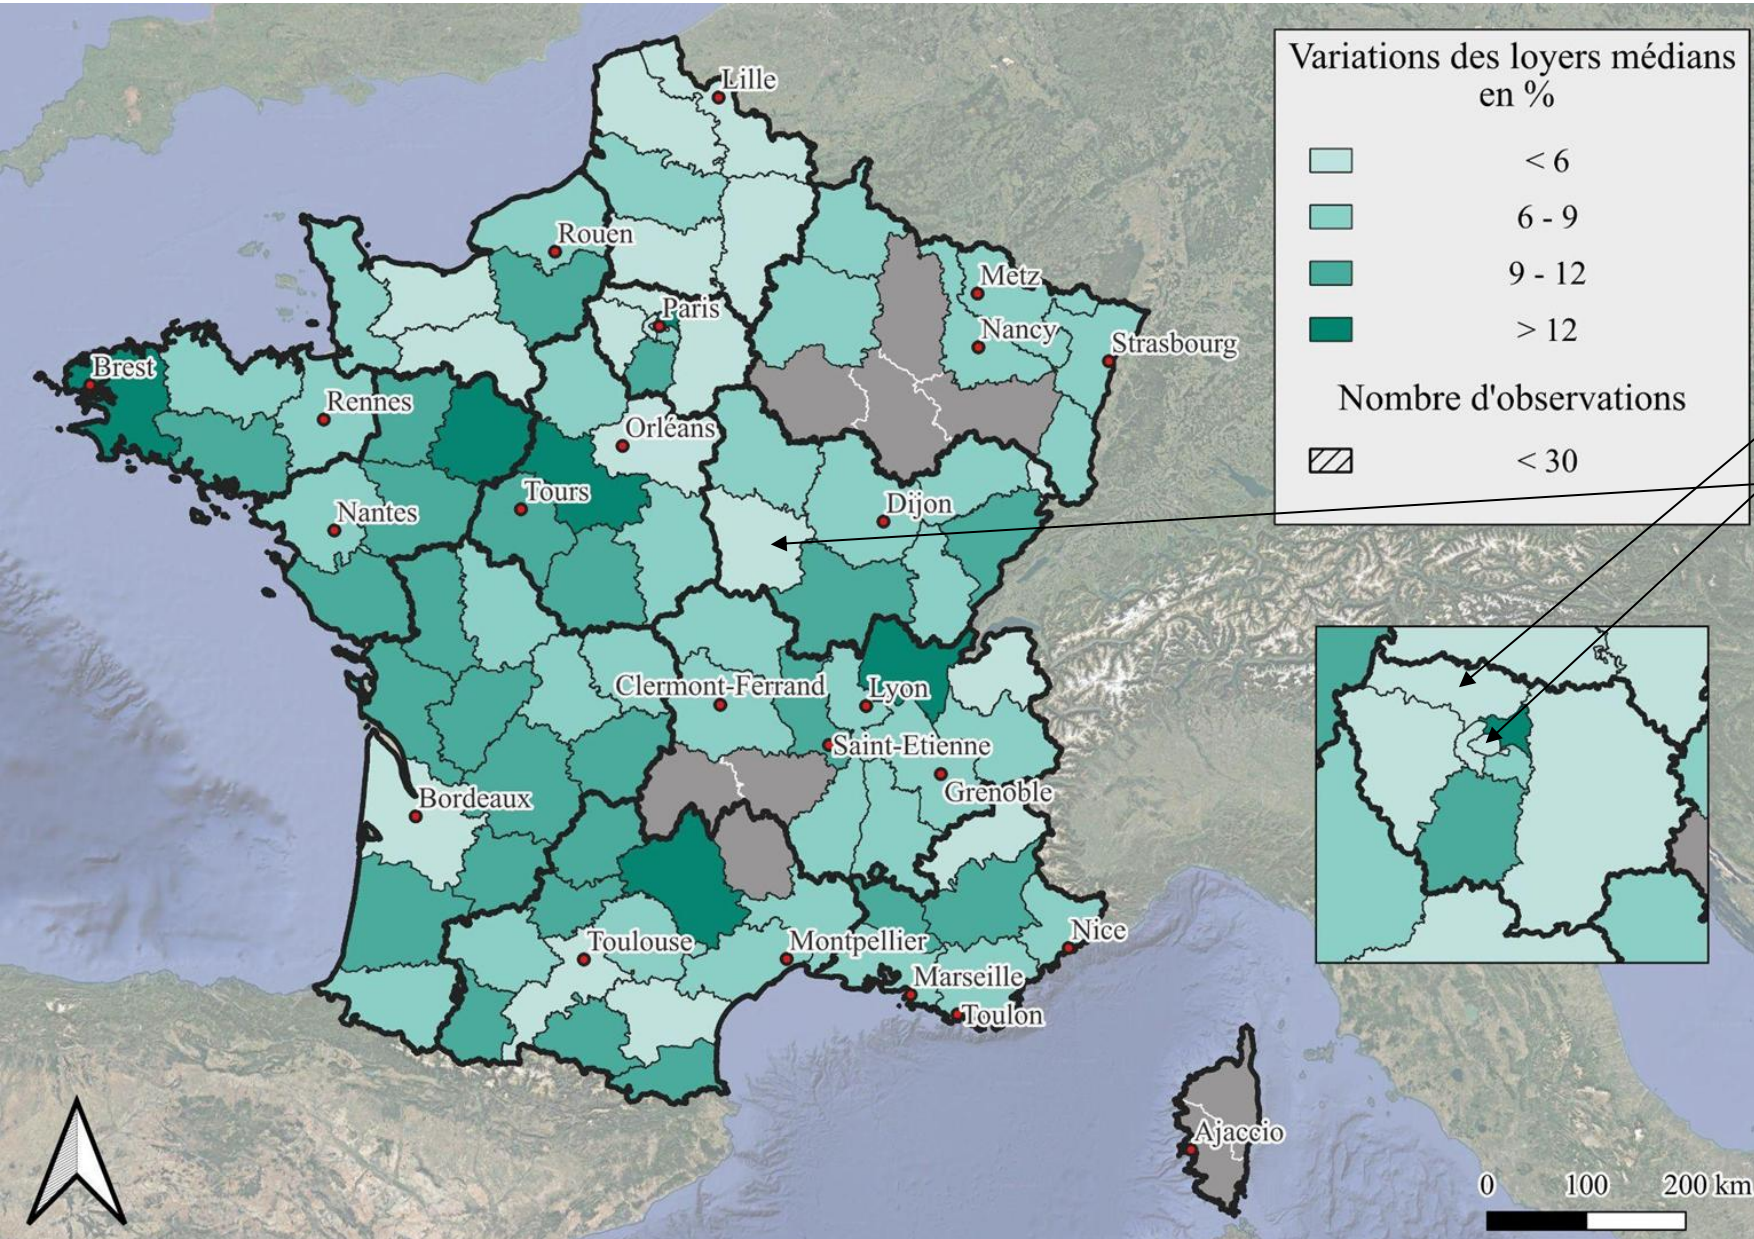 Variations des loyers médians
en %
< 6
6 - 9
9 - 12
> 12
Nombre d'observations
< 30
Lille
Rouen
Metz
Paris
Nancy
Strasbourg
Brest
Rennes
Orléans
Tours
Dijon
Nantes
Clermont-Ferrand
Lyon
Saint-Etienne
Grenoble
Bordeaux
Nice
Toulouse
Montpellier
Marseille
Toulon
Ajaccio
0 100 200 km